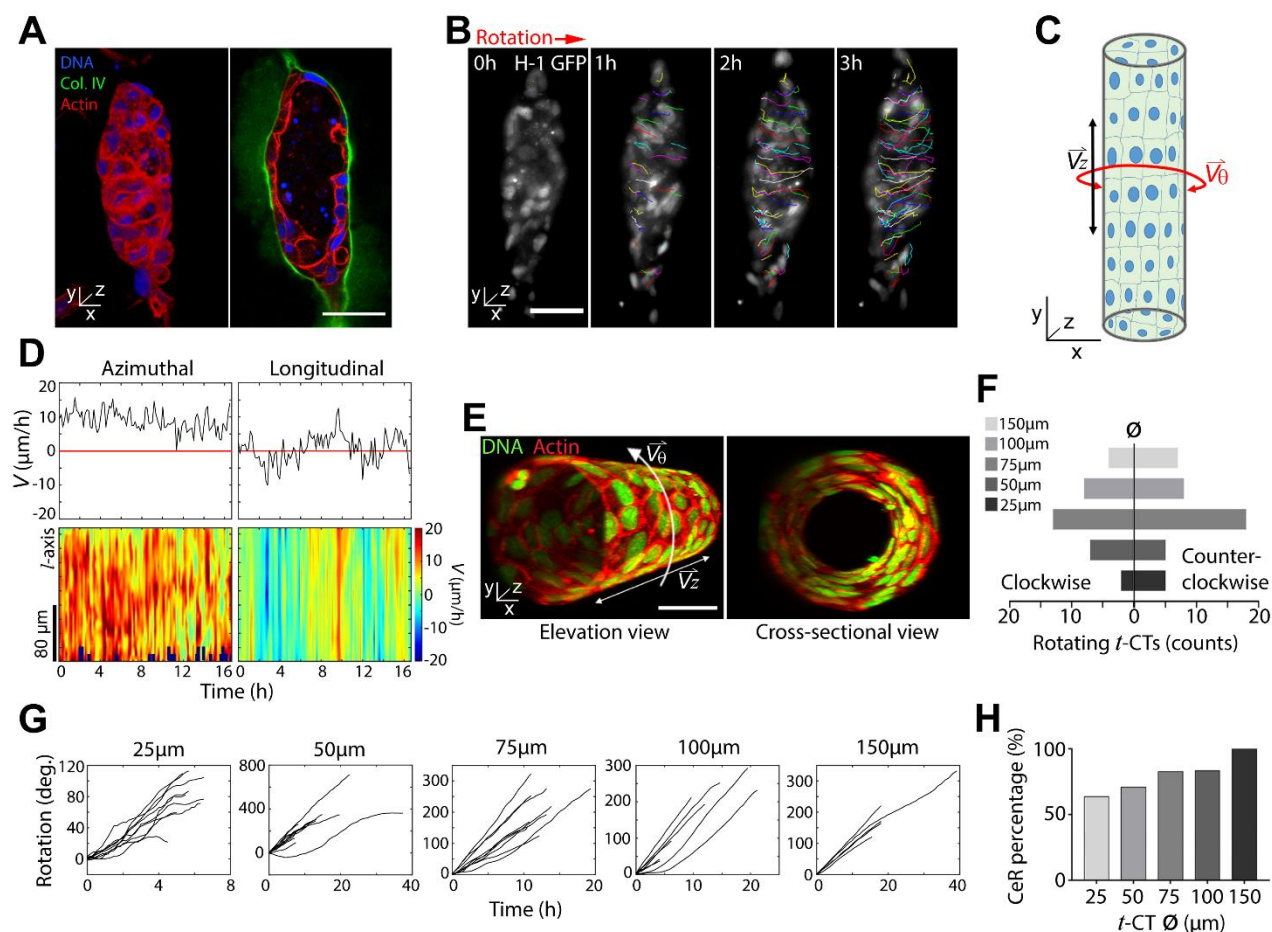 A
DNA
Col. IV
Actin
y z
x
B
Rotation
0h H-1 GFP
1h
2h
3h
y z
x
C
Vz
Vθ
y z
x
D
Azimuthal
Longitudinal
V (µm/h)
20
10
0
-10
-20
l-axis
80 µm
0 4 8 12 16
0 4 8 12 16
Time (h)
20
10
0
-10
-20
V (µm/h)
E
DNA Actin
Vθ
Vz
y z
x
Elevation view
Cross-sectional view
F
150µm
100µm
75µm
50µm
25µm
Ø
Clockwise
Counter-
clockwise
20 10 0 10 20
Rotating t-CTs (counts)
G
25µm
50µm
75µm
100µm
150µm
Rotation (deg.)
120
80
40
0
0 4 8
800
400
0
0 20 40
300
200
100
0
0 10 20
300
200
100
0
0 10 20
300
200
100
0
0 10 20 30 40
Time (h)
H
CeR percentage (%)
100
50
0
25 50 75 100 150
t-CT Ø (µm)